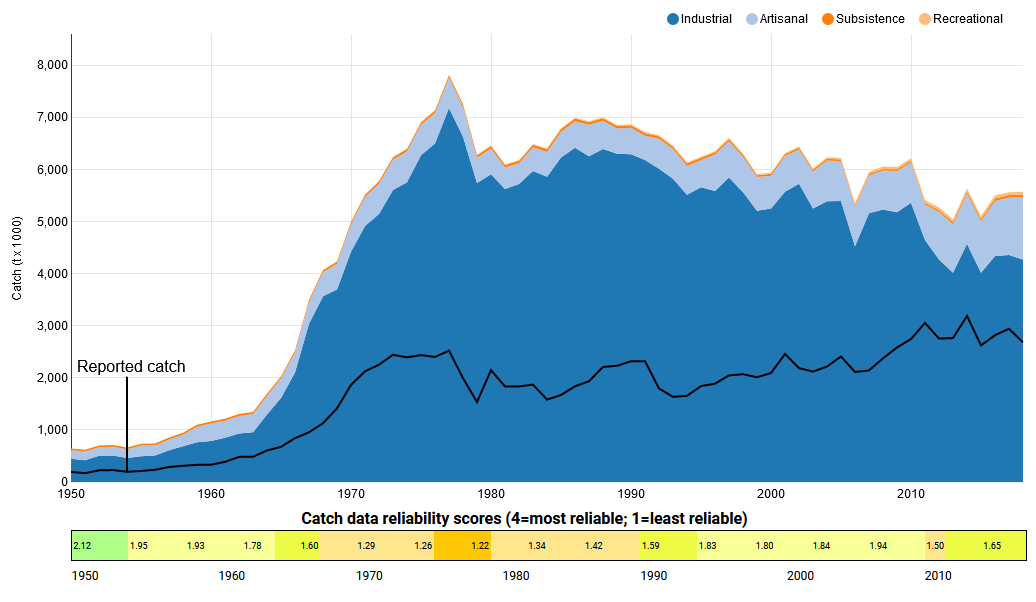 Industrial Artisanal Subsistence Recreational
8,000
7,000
6,000
5,000
4,000
3,000
2,000
1,000
0
Catch (t x 1000)
Reported catch
1950 1960 1970 1980 1990 2000 2010
Catch data reliability scores (4=most reliable; 1=least reliable)
2.12 1.95 1.93 1.78 1.60 1.29 1.26 1.22 1.34 1.42 1.59 1.83 1.80 1.84 1.94 1.50 1.65
1950 1960 1970 1980 1990 2000 2010